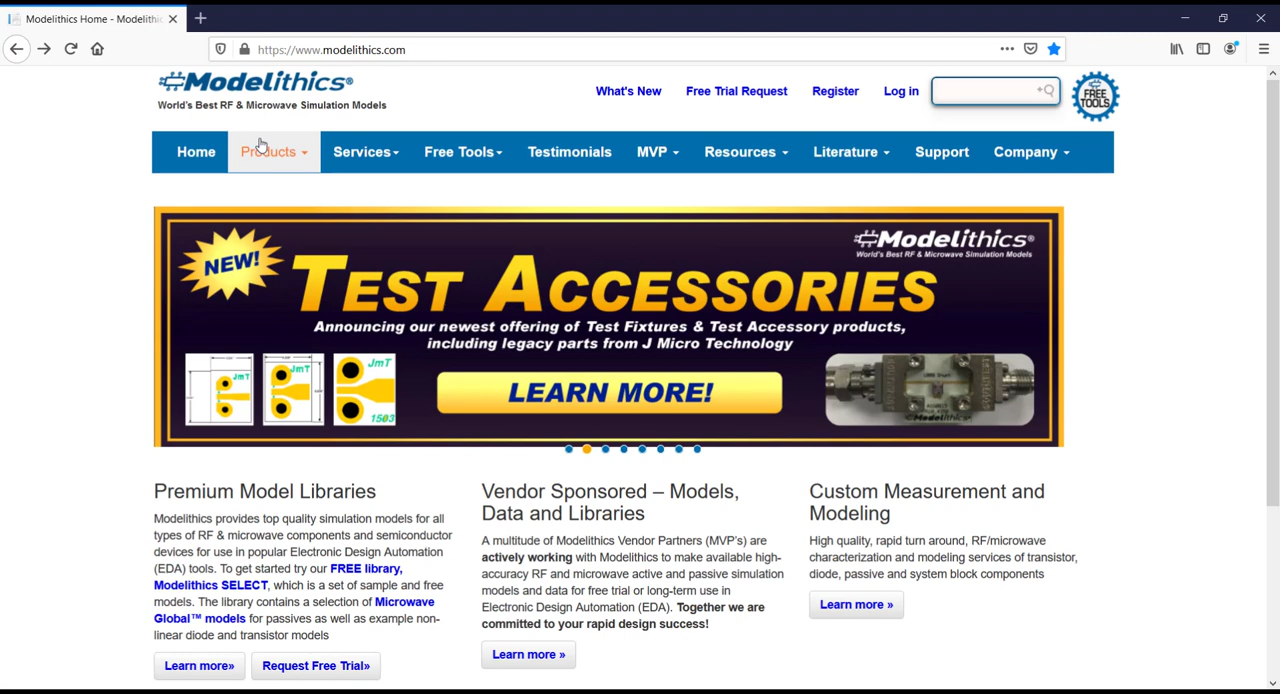 Modelithics Home - Modelithic
https://www.modelithics.com
Modelithics®
World's Best RF & Microwave Simulation Models
What's New
Free Trial Request
Register
Log in
FREE
TOOLS
Home
Products
Services
Free Tools
Testimonials
MVP
Resources
Literature
Support
Company
NEW!
TEST ACCESSORIES
Modelithics®
World's Best RF & Microwave Simulation Models
Announcing our newest offering of Test Fixtures & Test Accessory products,
including legacy parts from J Micro Technology
JmT
JmT
JmT
1503
LEARN MORE!
Modelithics
Premium Model Libraries
Modelithics provides top quality simulation models for all
types of RF & microwave components and semiconductor
devices for use in popular Electronic Design Automation
(EDA) tools. To get started try our FREE library,
Modelithics SELECT, which is a set of sample and free
models. The library contains a selection of Microwave
Global™ models for passives as well as example non-
linear diode and transistor models
Learn more»
Request Free Trial»
Vendor Sponsored – Models,
Data and Libraries
A multitude of Modelithics Vendor Partners (MVP's) are
actively working with Modelithics to make available high-
accuracy RF and microwave active and passive simulation
models and data for free trial or long-term use in
Electronic Design Automation (EDA). Together we are
committed to your rapid design success!
Learn more »
Custom Measurement and
Modeling
High quality, rapid turn around, RF/microwave
characterization and modeling services of transistor,
diode, passive and system block components
Learn more »